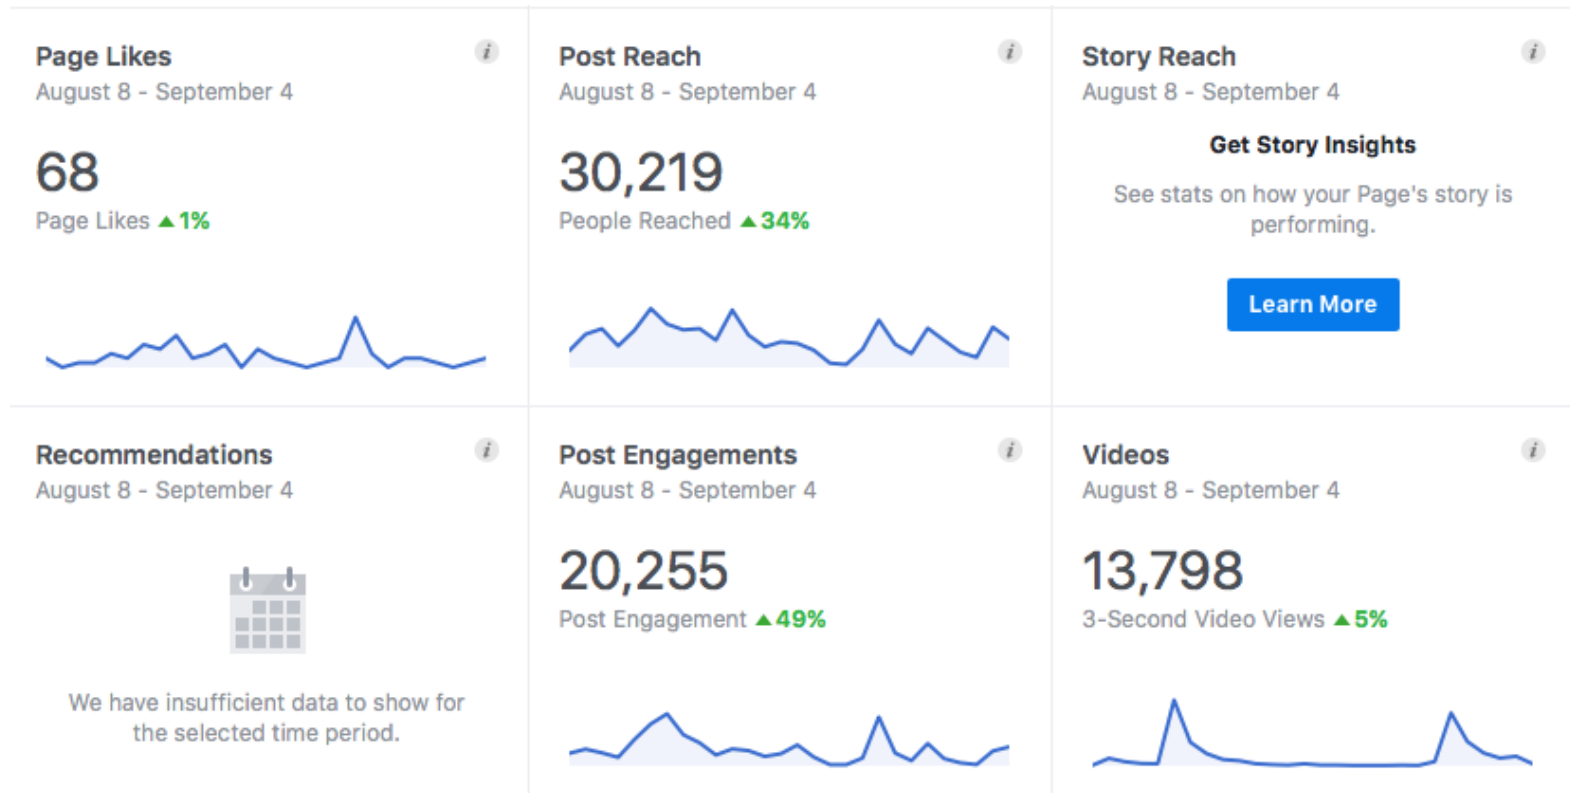 Page Likes
August 8 - September 4
68
Page Likes ▲1%
Post Reach
August 8 - September 4
30,219
People Reached ▲34%
Story Reach
August 8 - September 4
Get Story Insights
See stats on how your Page's story is
performing.
Learn More
Recommendations
August 8 - September 4
We have insufficient data to show for
the selected time period.
Post Engagements
August 8 - September 4
20,255
Post Engagement ▲49%
Videos
August 8 - September 4
13,798
3-Second Video Views ▲5%